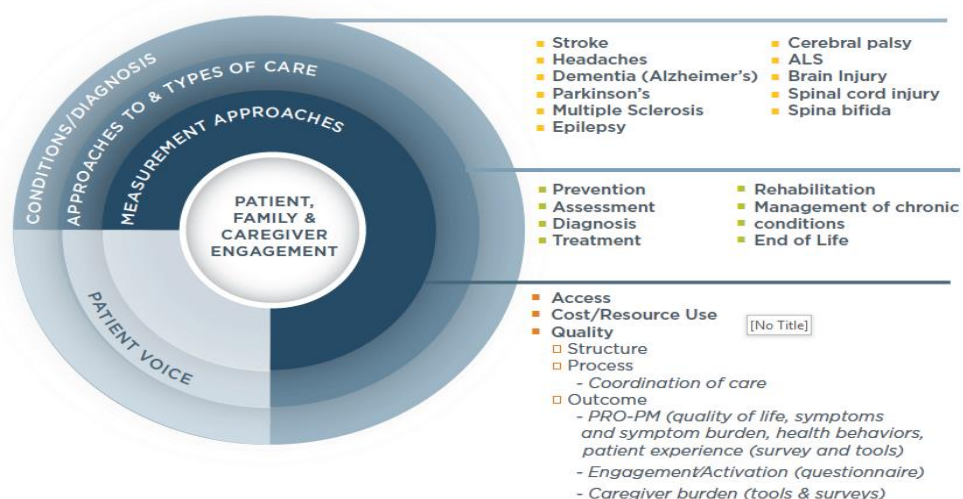 CONDITIONS/DIAGNOSIS
APPROACHES TO & TYPES OF CARE
MEASUREMENT APPROACHES
PATIENT,
FAMILY &
CAREGIVER
ENGAGEMENT
PATIENT VOICE
Stroke
Headaches
Dementia (Alzheimer's)
Parkinson's
Multiple Sclerosis
Epilepsy
Cerebral palsy
ALS
Brain Injury
Spinal cord injury
Spina bifida
Prevention
Assessment
Diagnosis
Treatment
Rehabilitation
Management of chronic
conditions
End of Life
Access
Cost/Resource Use
Quality
[No Title]
Structure
Process
- Coordination of care
Outcome
- PRO-PM (quality of life, symptoms
and symptom burden, health behaviors,
patient experience (survey and tools)
- Engagement/Activation (questionnaire)
- Caregiver burden (tools & surveys)